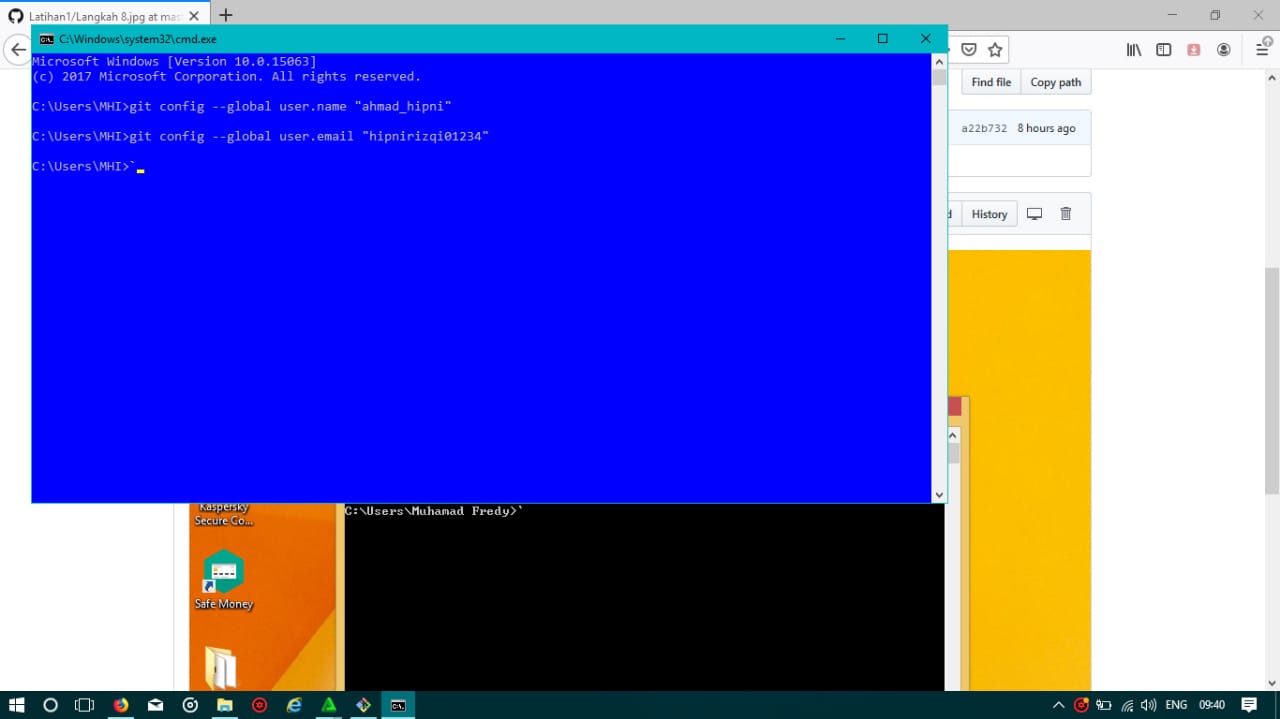 Latihan1/Langkah 8.jpg at mas
C:\Windows\system32\cmd.exe
Microsoft Windows [Version 10.0.15063]
(c) 2017 Microsoft Corporation. All rights reserved.
C:\Users\MHI>git config --global user.name "ahmad_hipni"
C:\Users\MHI>git config --global user.email "hipnirizqi01234"
C:\Users\MHI>`
Find file
Copy path
a22b732
8 hours ago
d
History
Kaspersky
Secure Co...
Safe Money
C:\Users\Muhamad Fredy>`
ENG
09:40